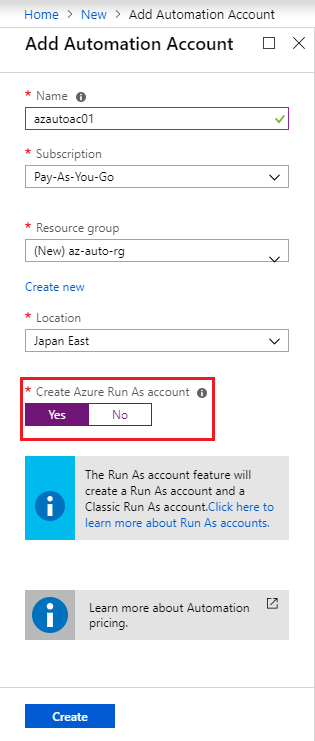 Home > New > Add Automation Account
Add Automation Account
* Name
azautoac01
* Subscription
Pay-As-You-Go
* Resource group
(New) az-auto-rg
Create new
* Location
Japan East
* Create Azure Run As account
Yes No
The Run As account feature will
create a Run As account and a
Classic Run As account.Click here to
learn more about Run As accounts.
Learn more about Automation
pricing.
Create